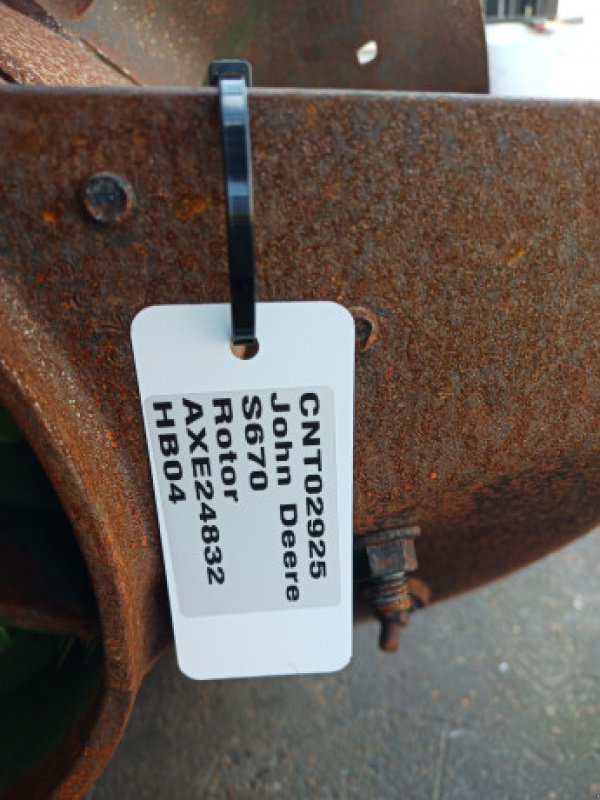 CNT02925
John Deere
S670
Rotor
AXE24832
HB04